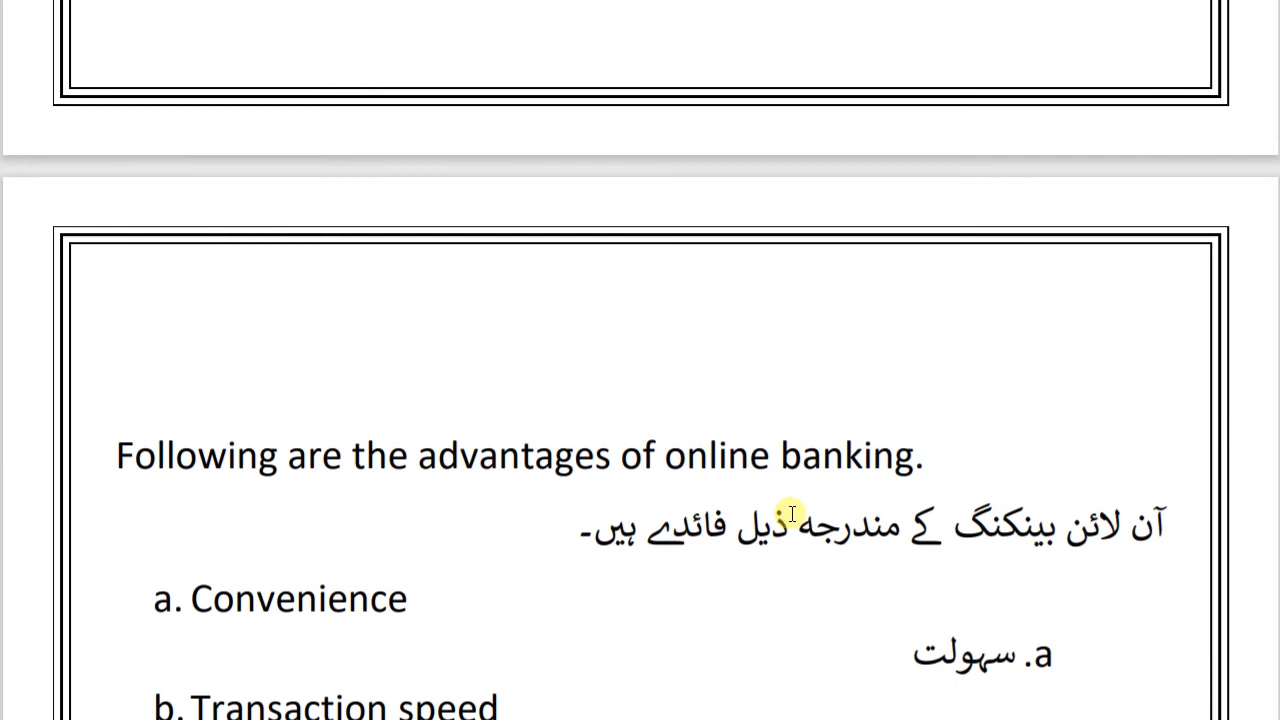 Following are the advantages of online banking.
آن لائن بینکنگ کے مندرجہ ذیل فائدے ہیں۔
a. Convenience
a. سہولت
b. Transaction speed